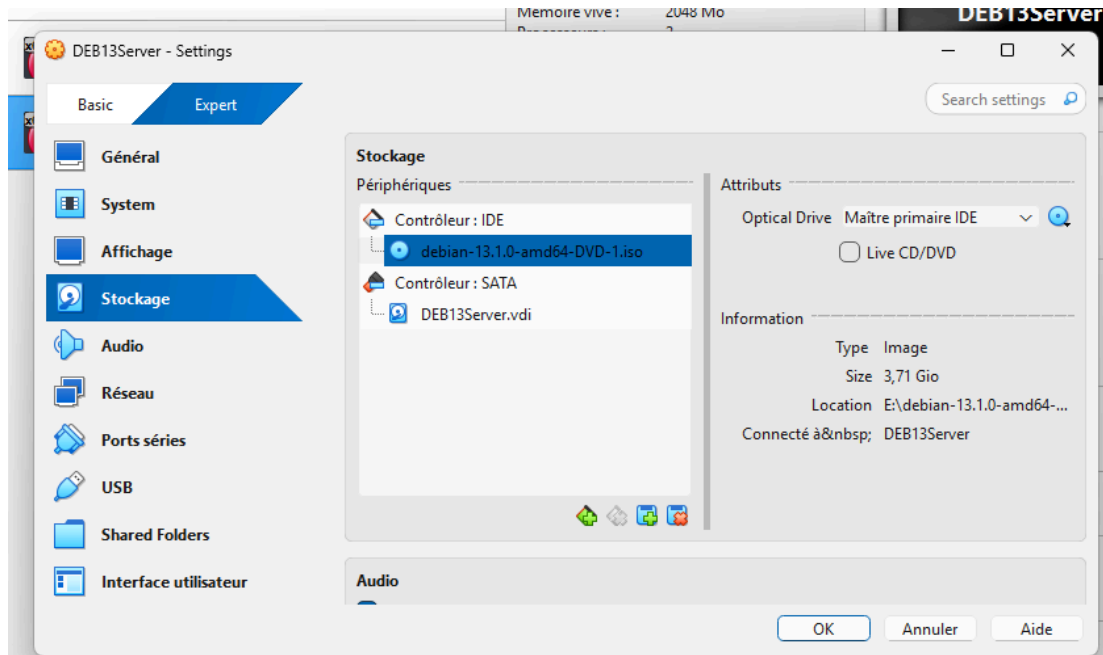 Mémoire vive : 2048 Mo
DEB13Server
DEB13Server - Settings
Basic Expert
Search settings
Général
System
Affichage
Stockage
Audio
Réseau
Ports séries
USB
Shared Folders
Interface utilisateur
Stockage
Périphériques
Contrôleur : IDE
debian-13.1.0-amd64-DVD-1.iso
Contrôleur : SATA
DEB13Server.vdi
Attributs
Optical Drive Maître primaire IDE
Live CD/DVD
Information
Type Image
Size 3,71 Gio
Location E:\debian-13.1.0-amd64-...
Connecté à&nbsp; DEB13Server
Audio
OK Annuler Aide